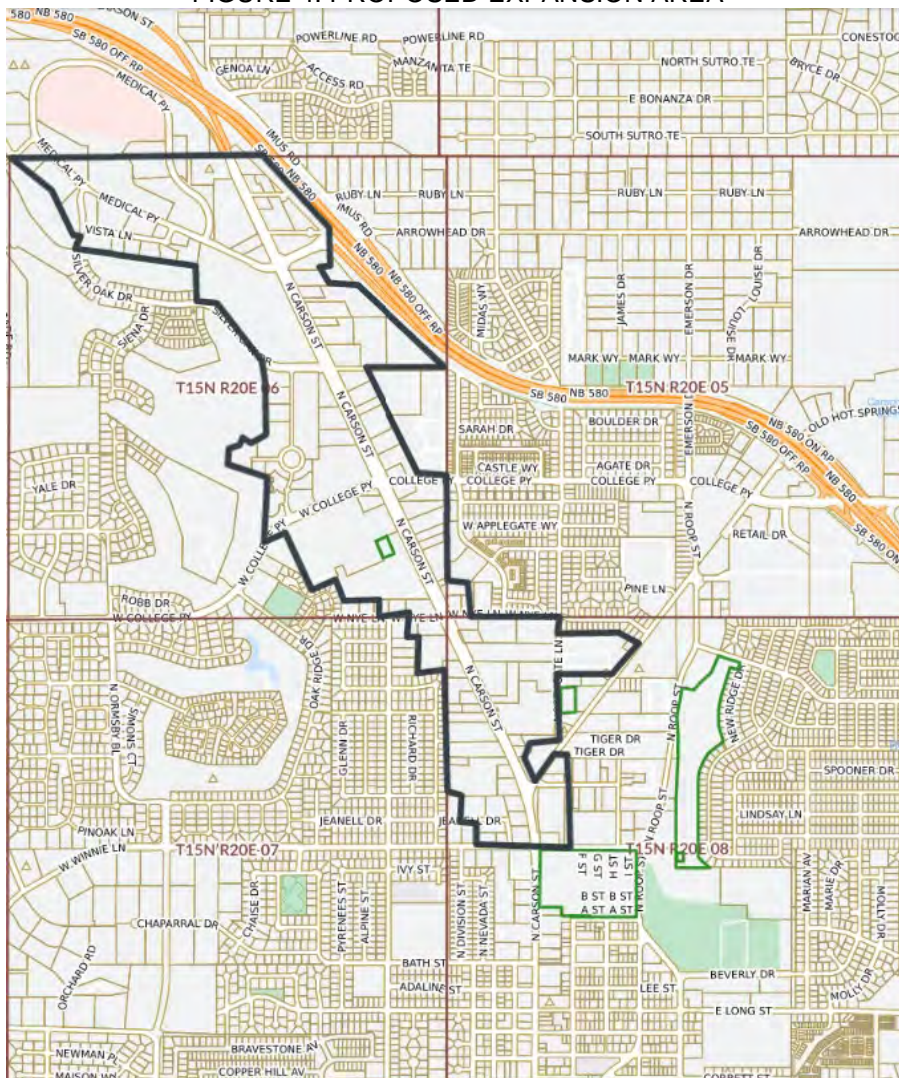 FIGURE 4: PROPOSED EXPANSION AREA
580
NB 580
SB 580 OFF RP
POWERLINE RD
POWERLINE RD
CONESTO
GENOA LN
ACCESS RD
MANZANITA TE
NORTH SUTRO TE
BRYCE DR
MEDICAL PY
E BONANZA DR
IMUS RD
SOUTH SUTRO TE
MEDICAL PY
NB 580
RUBY LN
RUBY LN
RUBY LN
RUBY LN
MEDICAL PY
IMUS RD
VISTA LN
ARROWHEAD DR
ARROWHEAD DR
NB 580
SILVER OAK DR
N CARSON ST
NB 580 OFF RP
MIDAS WY
JAMES DR
EMERSON DR
LOUISE DR
LOUISE DR
SIENA DR
MARK WY
MARK WY
MARK WY
T15N R20E 06
SB 580
NB 580
T15N R20E 05
N CARSON ST
NB 580 ON RP
OLD HOT SPRINGS
SARAH DR
BOULDER DR
EMERSON D
SB 580 OFF RP
CASTLE WY
AGATE DR
YALE DR
COLLEGE PY
COLLEGE PY
COLLEGE PY
COLLEGE PY
NB 580
W COLLEGE PY
N CARSON ST
W APPLEGATE WY
N ROOP ST
RETAIL DR
SB 580 ON
W COLLEGE PY
PINE LN
ROBB DR
W COLLEGE PY
W NYE LN
W NYE LN
W NYE LN
OAK RIDGE DR
N CARSON ST
N ORMSBY BL
SIMONS CT
GLENN DR
RICHARD DR
N ROOP ST
NEW RIDGE DR
TIGER DR
TIGER DR
SPOONER DR
JEANELL DR
LINDSAY LN
PINOAK LN
N ROOP ST
W WINNIE LN
T15N R20E 07
T15N R20E 08
IVY ST
F ST
G ST
H ST
I ST
N ROOP ST
MARIAN AV
MARIE DR
MOLLY DR
CHAISE DR
PYRENEES ST
ALPINE ST
N DIVISION ST
N NEVADA ST
N CARSON ST
B ST
B ST
A ST
A ST
CHAPARRAL DR
ORCHARD RD
BATH ST
BEVERLY DR
ADALINE ST
LEE ST
MOLLY DR
E LONG ST
NEWMAN PL
BRAVESTONE AV
COPPER HILL AV
CORBETT ST